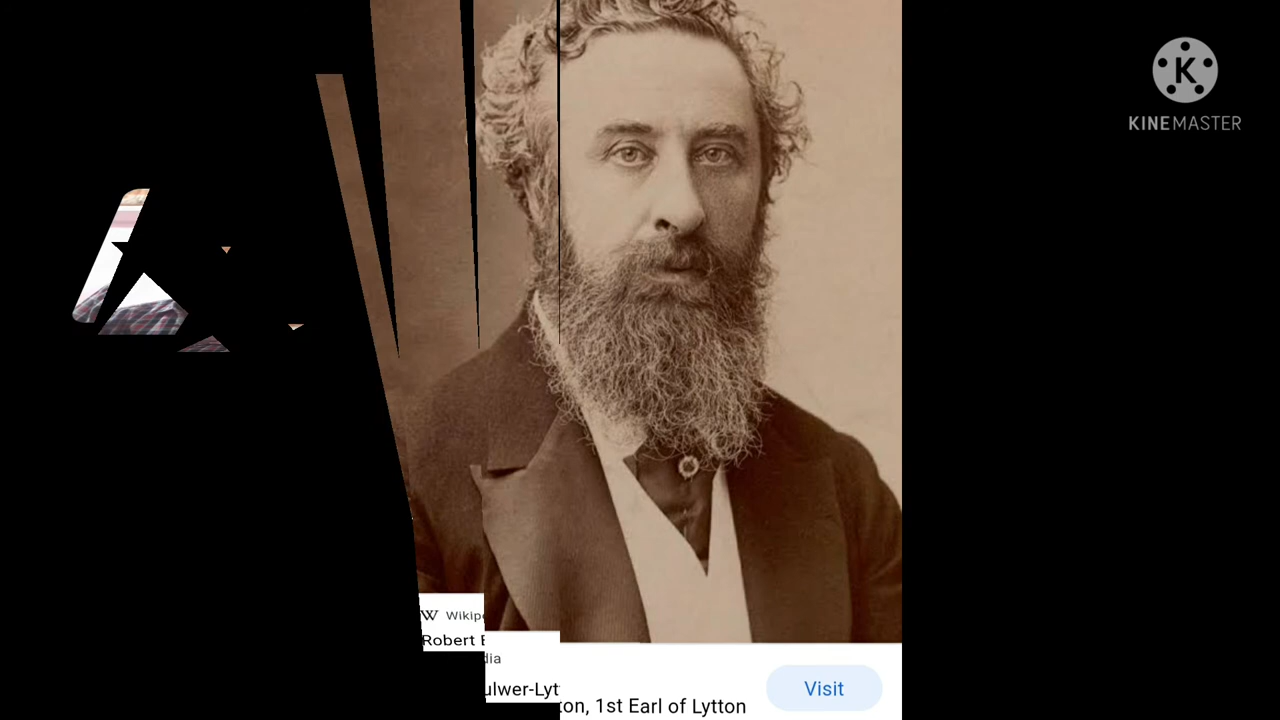 K
KINEMASTER
W Wikip
Robert
dia
ulwer-Lyt
ton, 1st Earl of Lytton
Visit